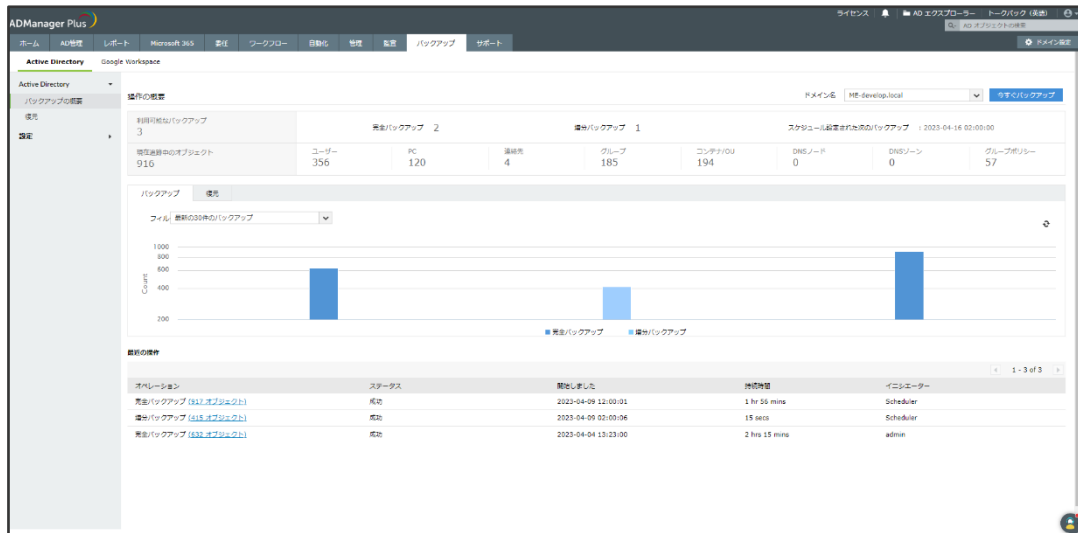 ライセンス AD エクスプローラー トークバック (英語)
ADManager Plus
AD オブジェクトの検索
ホーム AD管理 レポート Microsoft 365 委任 ワークフロー 自動化 管理 監査 バックアップ サポート ドメイン設定
Active Directory Google Workspace
Active Directory
バックアップの概要
復元
設定
操作の概要
ドメイン名 ME-develop.local 今すぐバックアップ
利用可能なバックアップ
3
完全バックアップ 2 増分バックアップ 1 スケジュール設定された次のバックアップ : 2023-04-16 02:00:00
現在追跡中のオブジェクト
916
ユーザー PC 連絡先 グループ コンテナ/OU DNSノード DNSゾーン グループポリシー
356 120 4 185 194 0 0 57
バックアップ 復元
フィル 最新の30件のバックアップ
1000
800
600
400
200
Count
完全バックアップ 増分バックアップ
最近の操作
1 - 3 of 3
オペレーション ステータス 開始しました 持続時間 イニシエーター
完全バックアップ (917 オブジェクト) 成功 2023-04-09 12:00:01 1 hr 56 mins Scheduler
増分バックアップ (415 オブジェクト) 成功 2023-04-09 02:00:06 15 secs Scheduler
完全バックアップ (632 オブジェクト) 成功 2023-04-04 13:23:00 2 hrs 15 mins admin